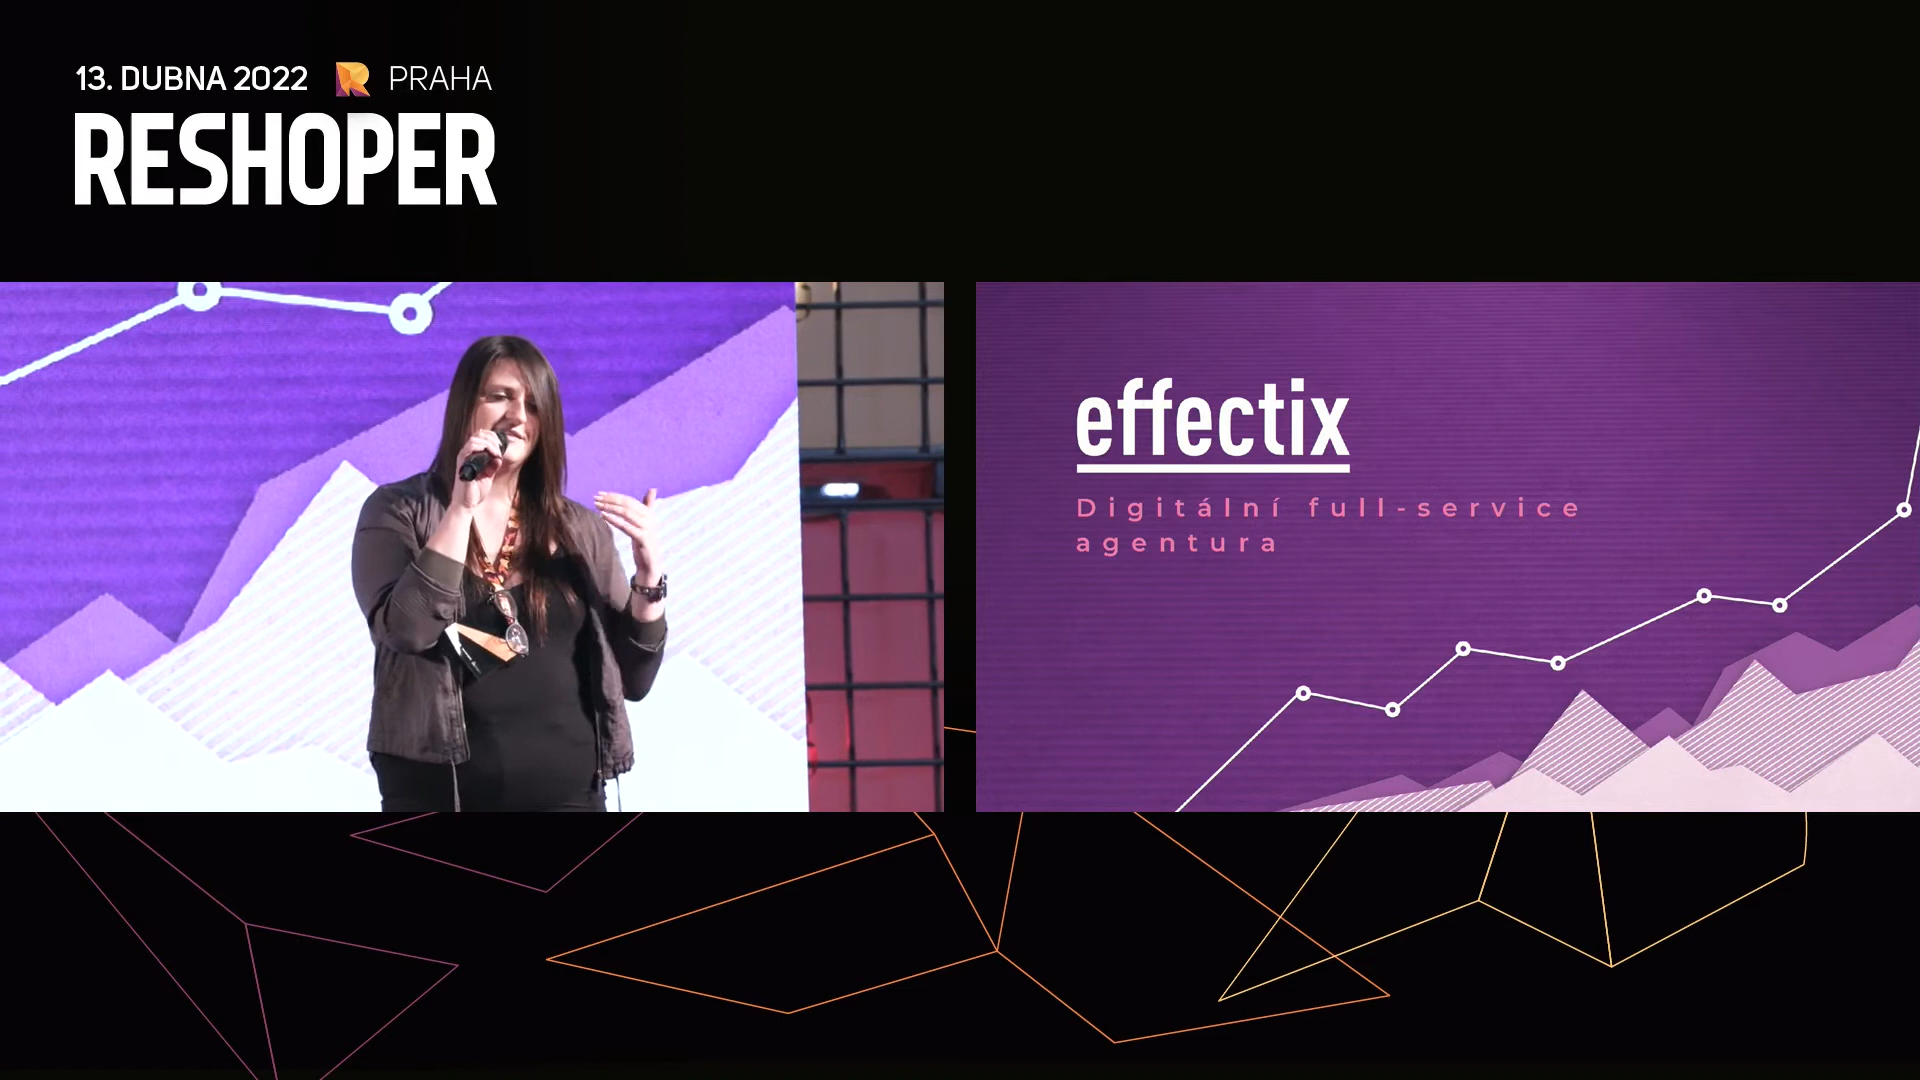 13. DUBNA 2022 PRAHA
RESHOPER
effectix
Digitální full-service
agentura